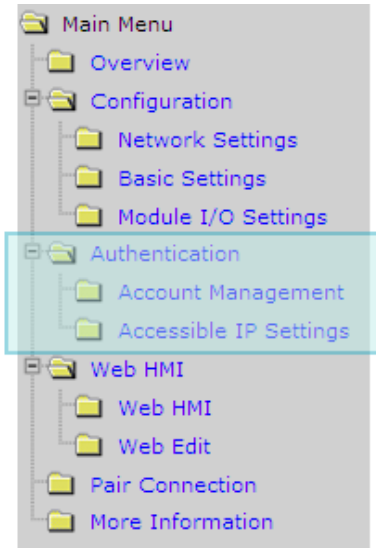 Main Menu
Overview
Configuration
Network Settings
Basic Settings
Module I/O Settings
Authentication
Account Management
Accessible IP Settings
Web HMI
Web HMI
Web Edit
Pair Connection
More Information